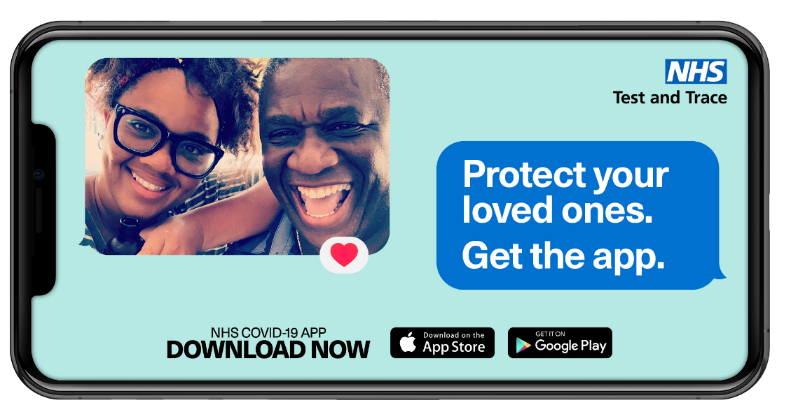 NHS
Test and Trace
Protect your
loved ones.
Get the app.
NHS COVID-19 APP
DOWNLOAD NOW
Download on the
App Store
GET IT ON
Google Play